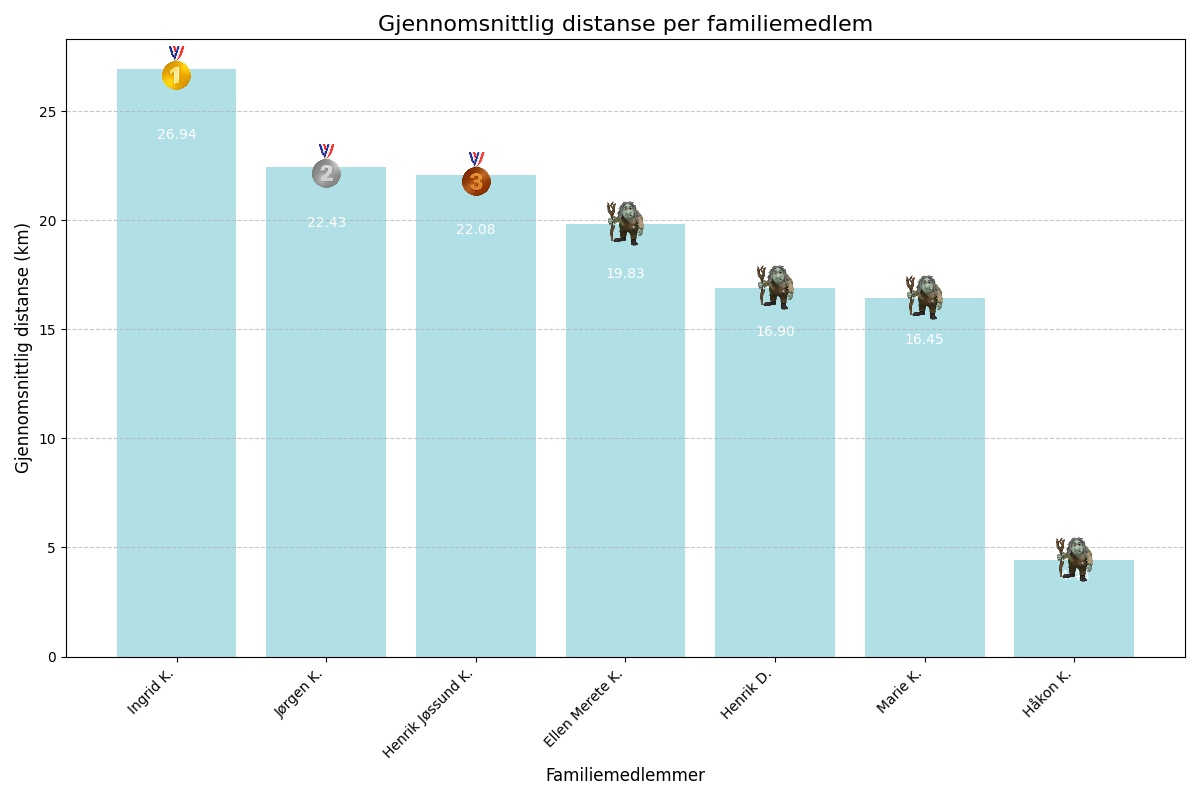 Gjennomsnittlig distanse per familiemedlem
Gjennomsnittlig distanse (km)
25
20
15
10
5
0
1
2
3
26.94
22.43
22.08
19.83
16.90
16.45
Ingrid K.
Jørgen K.
Henrik Jøssund K.
Ellen Merete K.
Henrik D.
Marie K.
Håkon K.
Familiemedlemmer